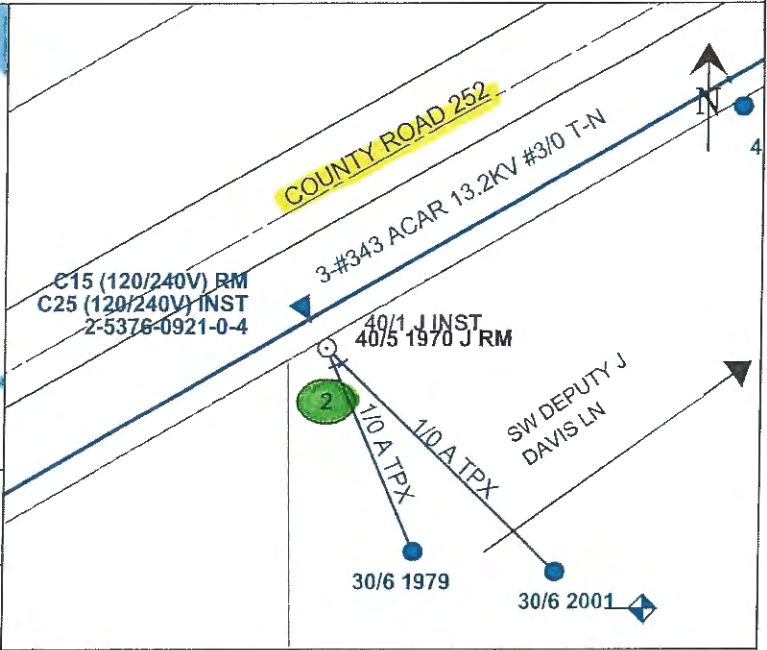 COUNTY ROAD 252
N
4
3-#343 ACAR 13.2KV #3/0 T-N
C15 (120/240V) RM
C25 (120/240V) INST
2-5376-0921-0-4
40/1 J INST
40/5 1970 J RM
2
1/0 A TPX
1/0 A TPX
SW DEPUTY J
DAVIS LN
30/6 1979
30/6 2001